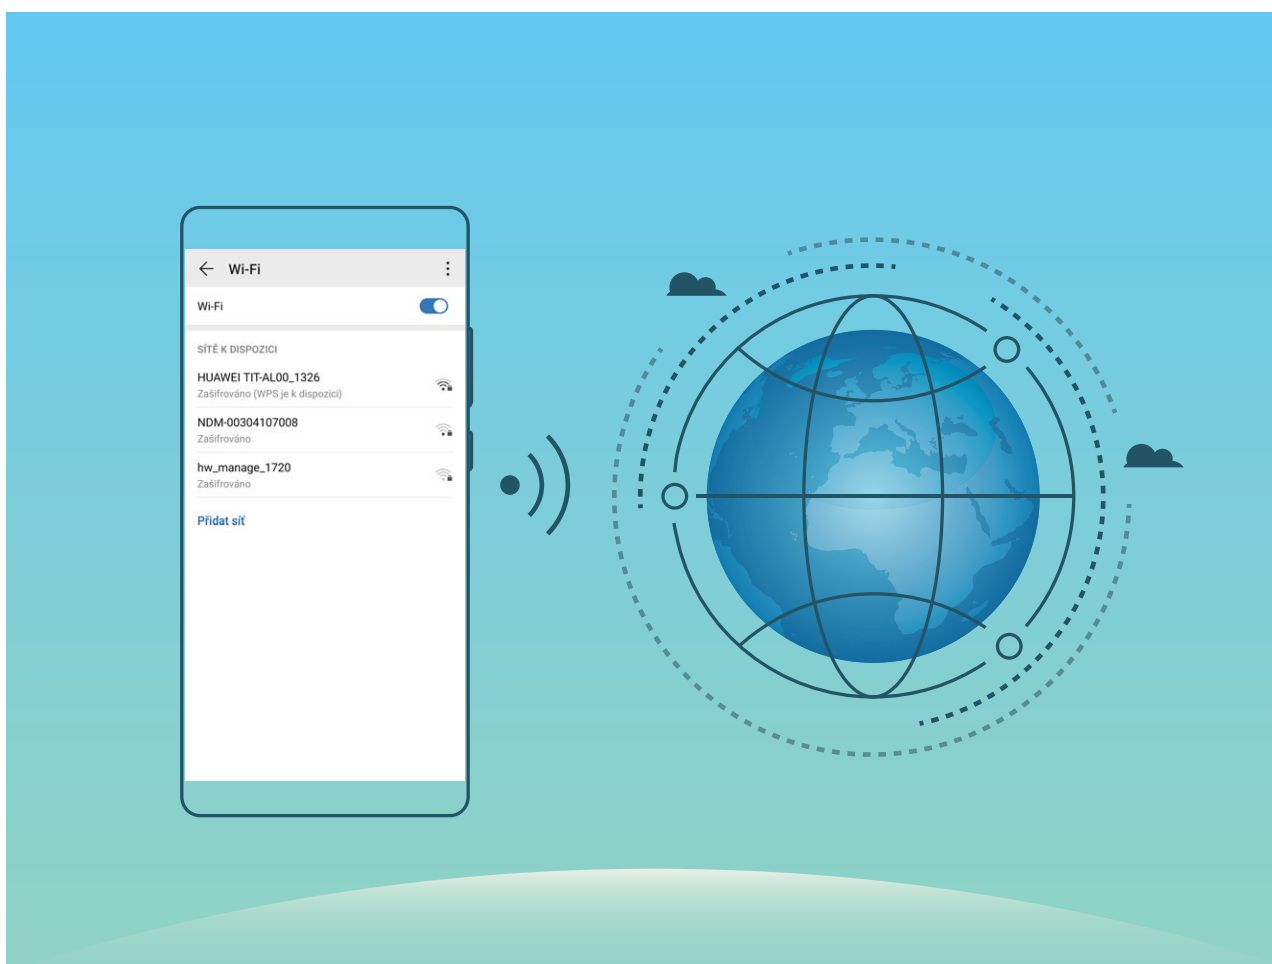 Wi-Fi
Wi-Fi
SÍTĚ K DISPOZICI
HUAWEI TIT-AL00_1326
Zašifrováno (WPS je k dispozici)
NDM-00304107008
Zašifrováno
hw_manage_1720
Zašifrováno
Přidat síť